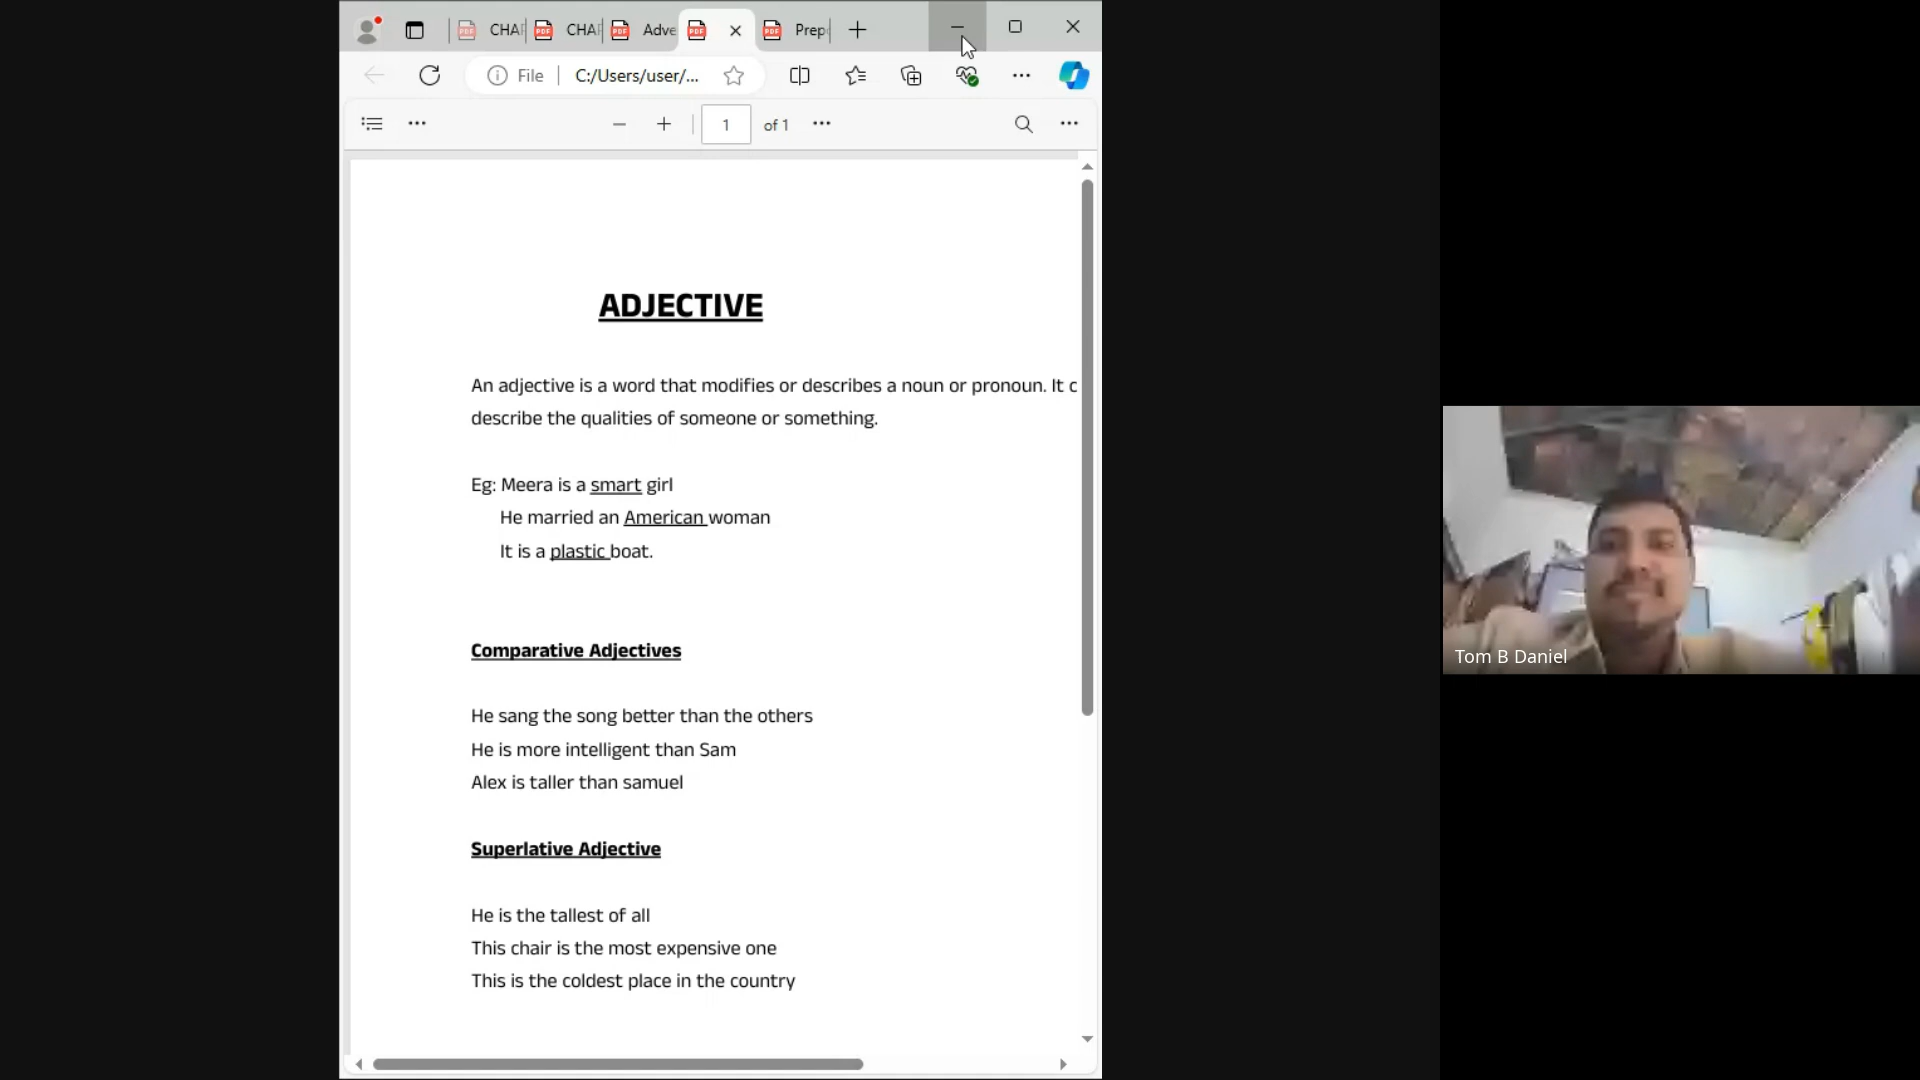 CHA
CHA
Adve
Prep
File
C:/Users/user/...
1 of 1
ADJECTIVE
An adjective is a word that modifies or describes a noun or pronoun. It c
describe the qualities of someone or something.
Eg: Meera is a smart girl
He married an American woman
It is a plastic boat.
Comparative Adjectives
He sang the song better than the others
He is more intelligent than Sam
Alex is taller than samuel
Superlative Adjective
He is the tallest of all
This chair is the most expensive one
This is the coldest place in the country
Tom B Daniel